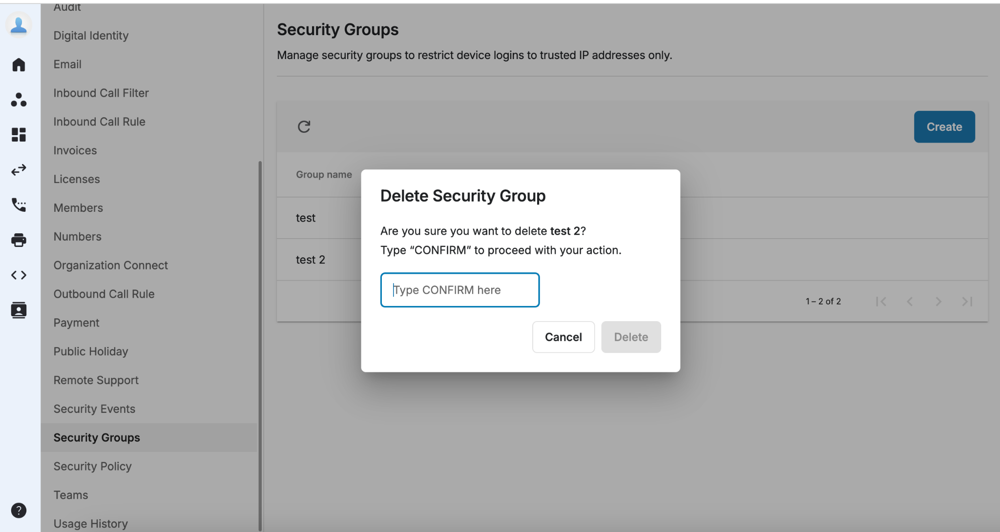 Audit
Digital Identity
Email
Inbound Call Filter
Inbound Call Rule
Invoices
Licenses
Members
Numbers
Organization Connect
Outbound Call Rule
Payment
Public Holiday
Remote Support
Security Events
Security Groups
Security Policy
Teams
Usage History
?
Security Groups
Manage security groups to restrict device logins to trusted IP addresses only.
Create
Group name
test
test 2
1 – 2 of 2
Delete Security Group
Are you sure you want to delete test 2?
Type “CONFIRM” to proceed with your action.
Type CONFIRM here
Cancel
Delete